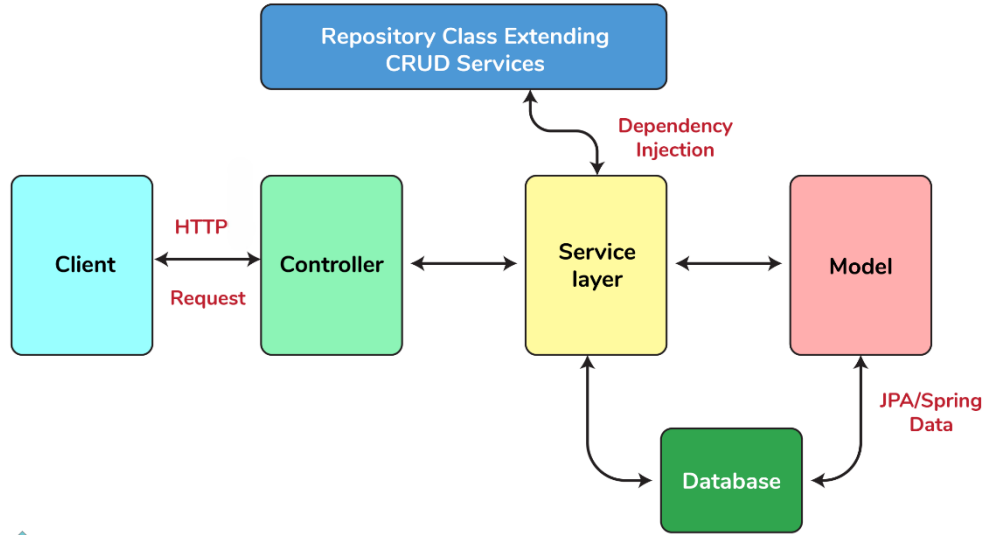 Repository Class Extending
CRUD Services
Dependency
Injection
Client
HTTP
Request
Controller
Service
layer
Model
JPA/Spring
Data
Database